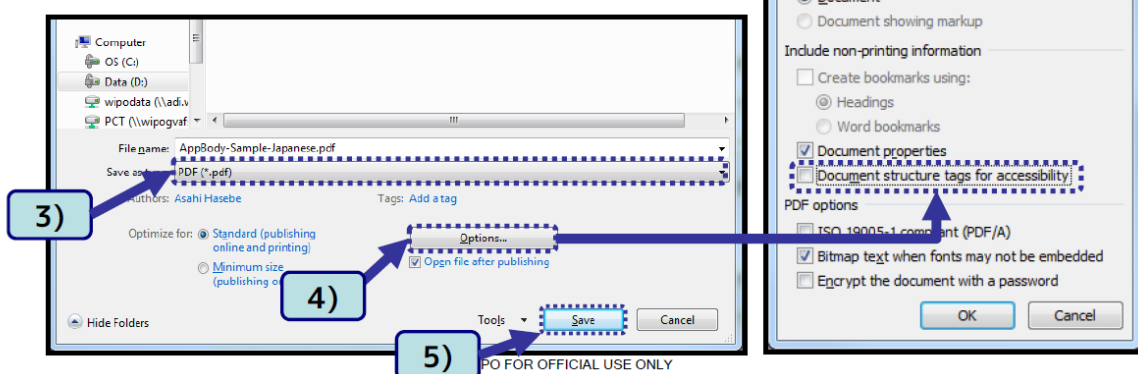 Computer
OS (C:)
Data (D:)
wipodata (\\adi.v
PCT (\\wipogvaf
File name: AppBody-Sample-Japanese.pdf
Save as PDF (*.pdf)
3)
Authors: Asahi Hasebe Tags: Add a tag
Optimize for: Standard (publishing
online and printing)
Minimum size
(publishing
Options...
Open file after publishing
4)
Hide Folders Tools Save Cancel
5)
PO FOR OFFICIAL USE ONLY
Document
Document showing markup
Include non-printing information
Create bookmarks using:
Headings
Word bookmarks
Document properties
Document structure tags for accessibility
PDF options
ISO 19005-1 compliant (PDF/A)
Bitmap text when fonts may not be embedded
Encrypt the document with a password
OK Cancel